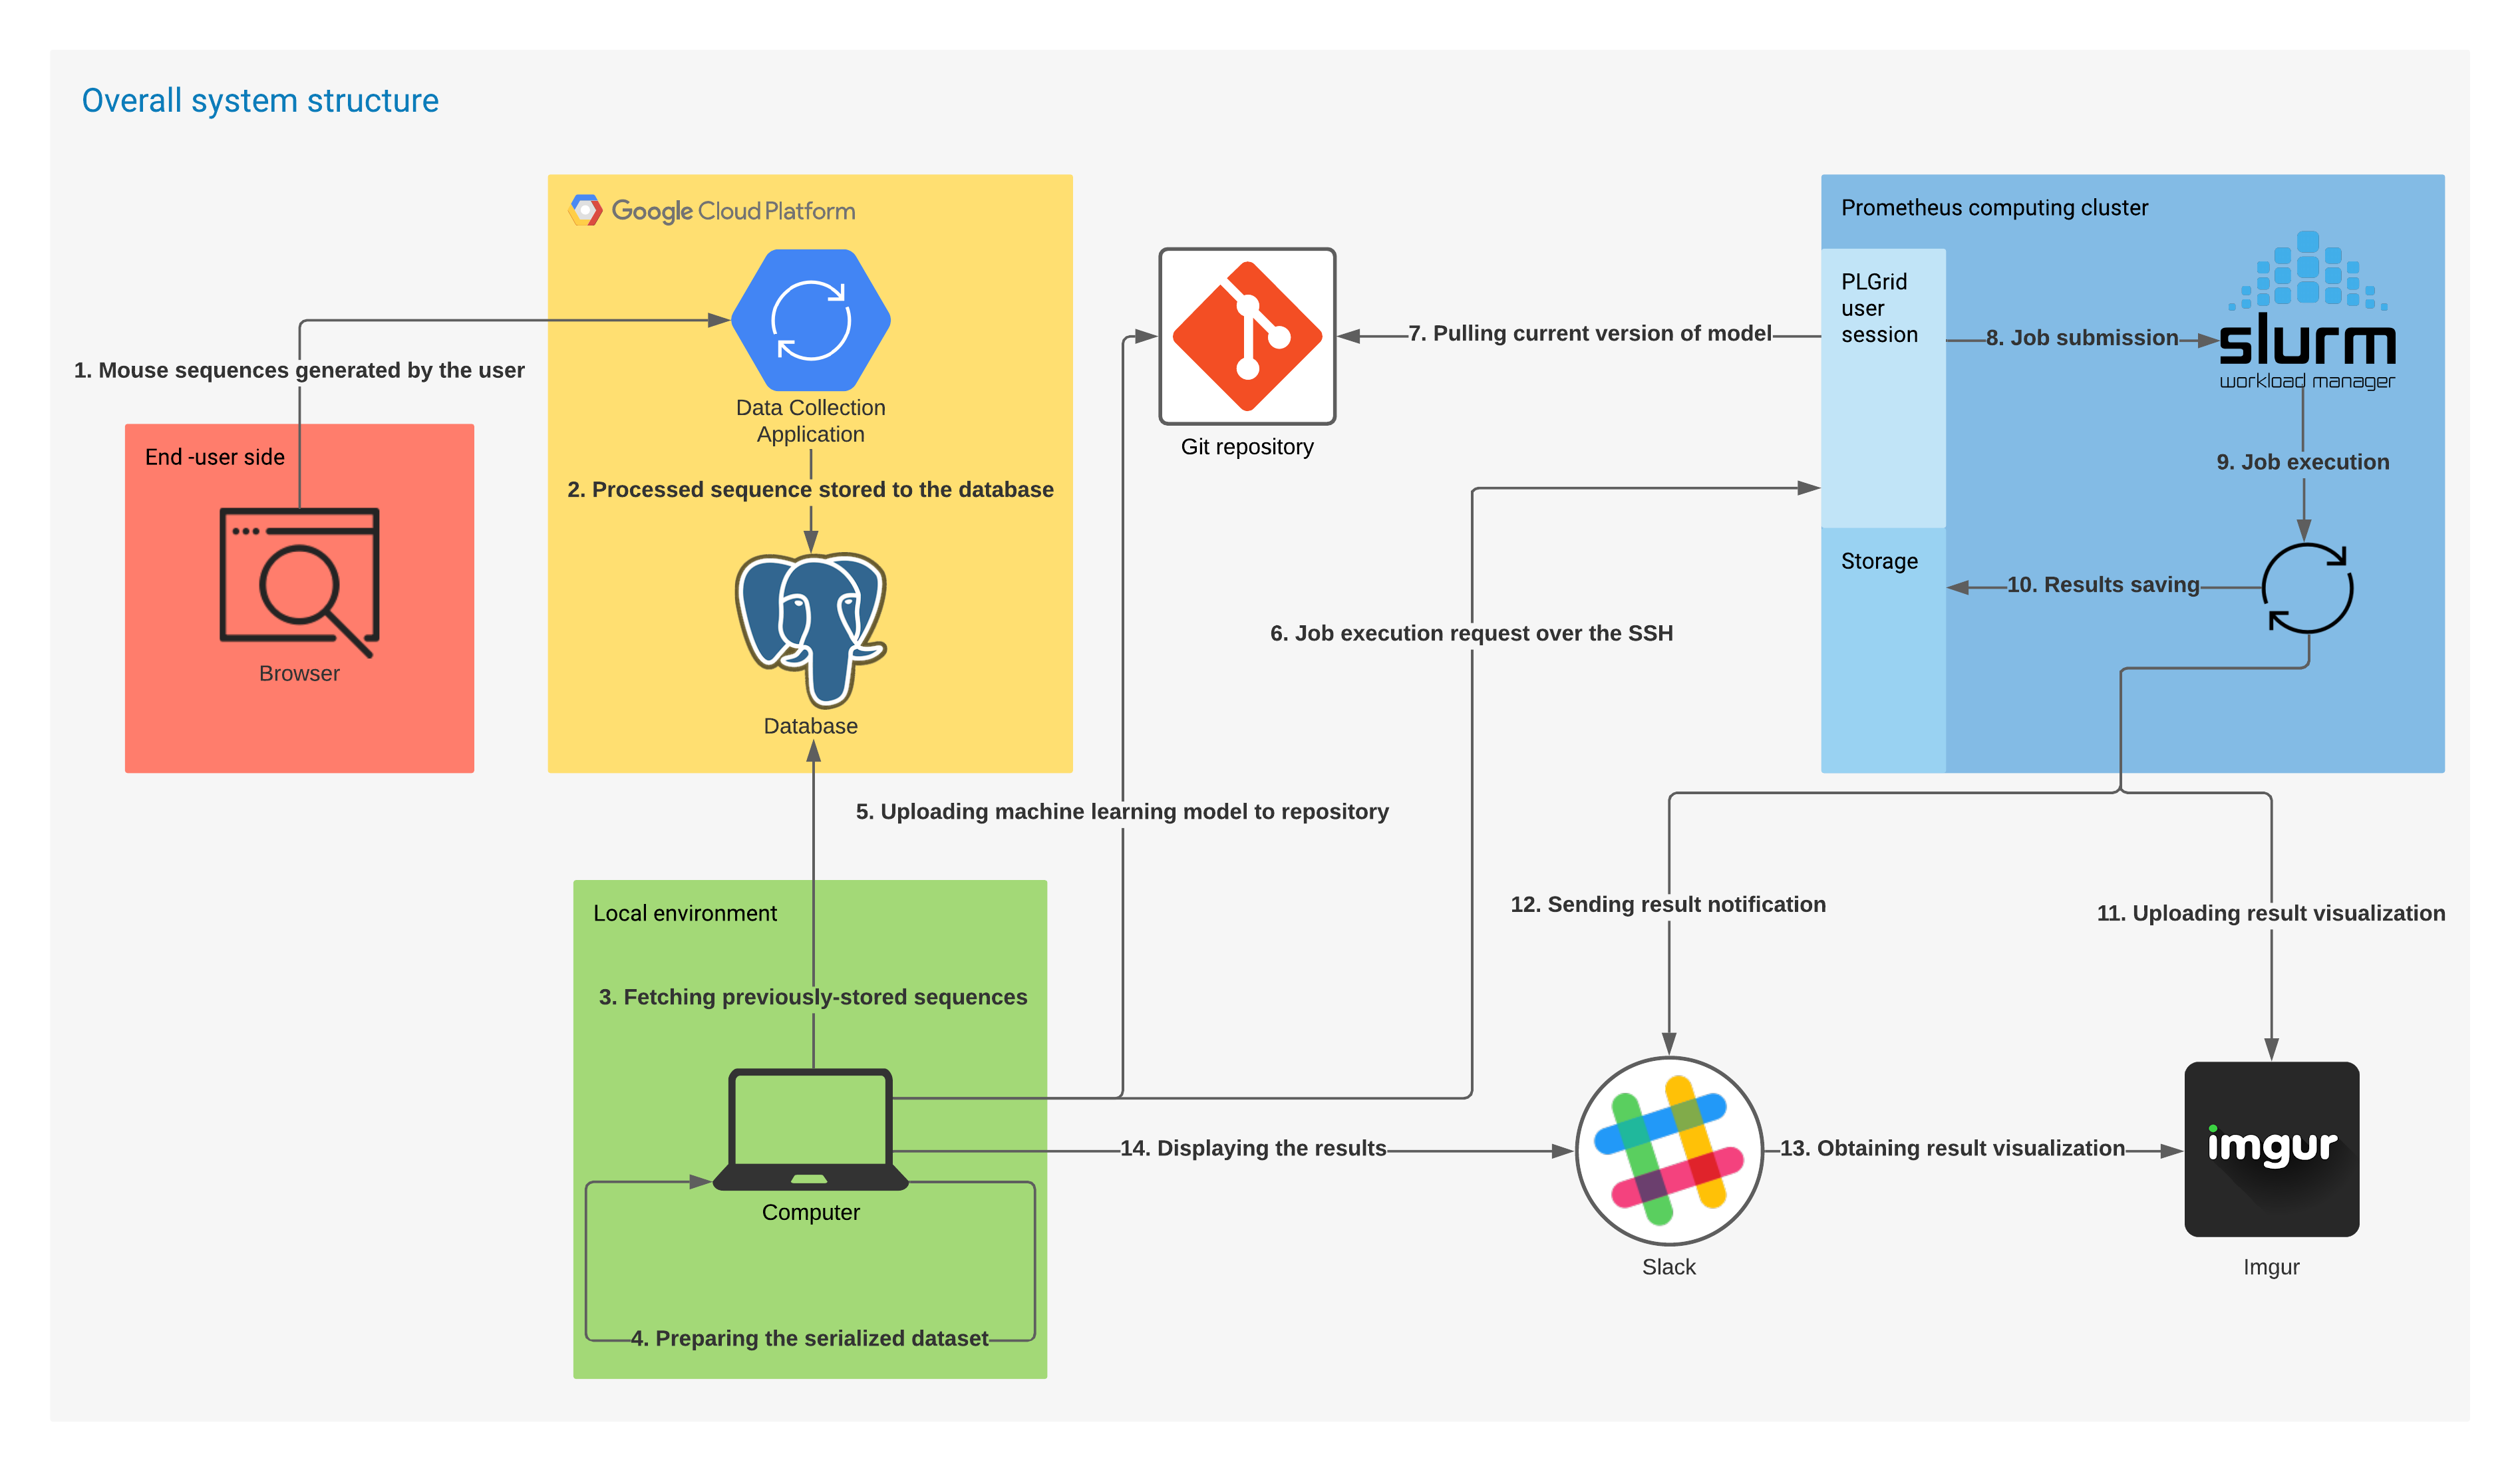 Overall system structure
Google Cloud Platform
Prometheus computing cluster
PLGrid
user
session
1. Mouse sequences generated by the user
7. Pulling current version of model
8. Job submission
slurm
workload manager
Data Collection
Application
Git repository
End -user side
9. Job execution
2. Processed sequence stored to the database
Storage
10. Results saving
6. Job execution request over the SSH
Browser
Database
5. Uploading machine learning model to repository
Local environment
12. Sending result notification
11. Uploading result visualization
3. Fetching previously-stored sequences
14. Displaying the results
13. Obtaining result visualization
imgur
Computer
Slack
Imgur
4. Preparing the serialized dataset